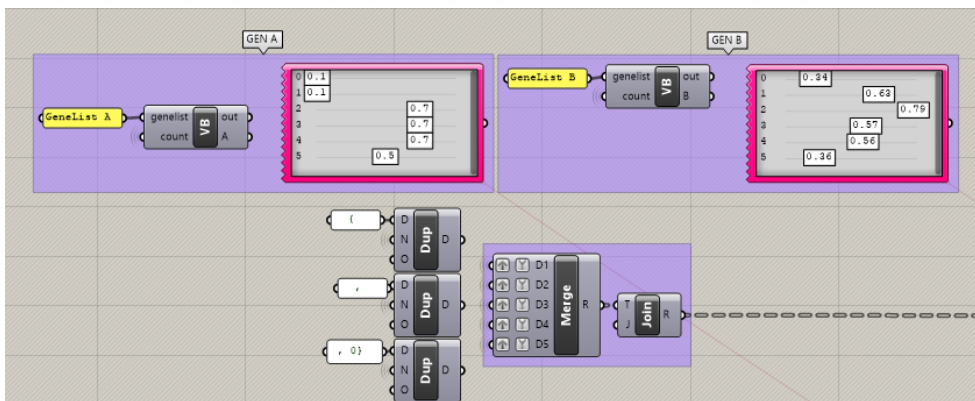 GEN A
GEN B
GeneList A
genelist
count
VB
out
A
0 0.1
1 0.1
2 0.7
3 0.7
4 0.7
5 0.5
GeneList B
genelist
count
VB
out
B
0 0.34
1 0.63
2 0.79
3 0.57
4 0.56
5 0.36
D
N
O
Dup
D
,
D
N
O
Dup
D
, 0}
D
N
O
Dup
D
D1
D2
D3
D4
D5
Merge
R
T
J
Join
R